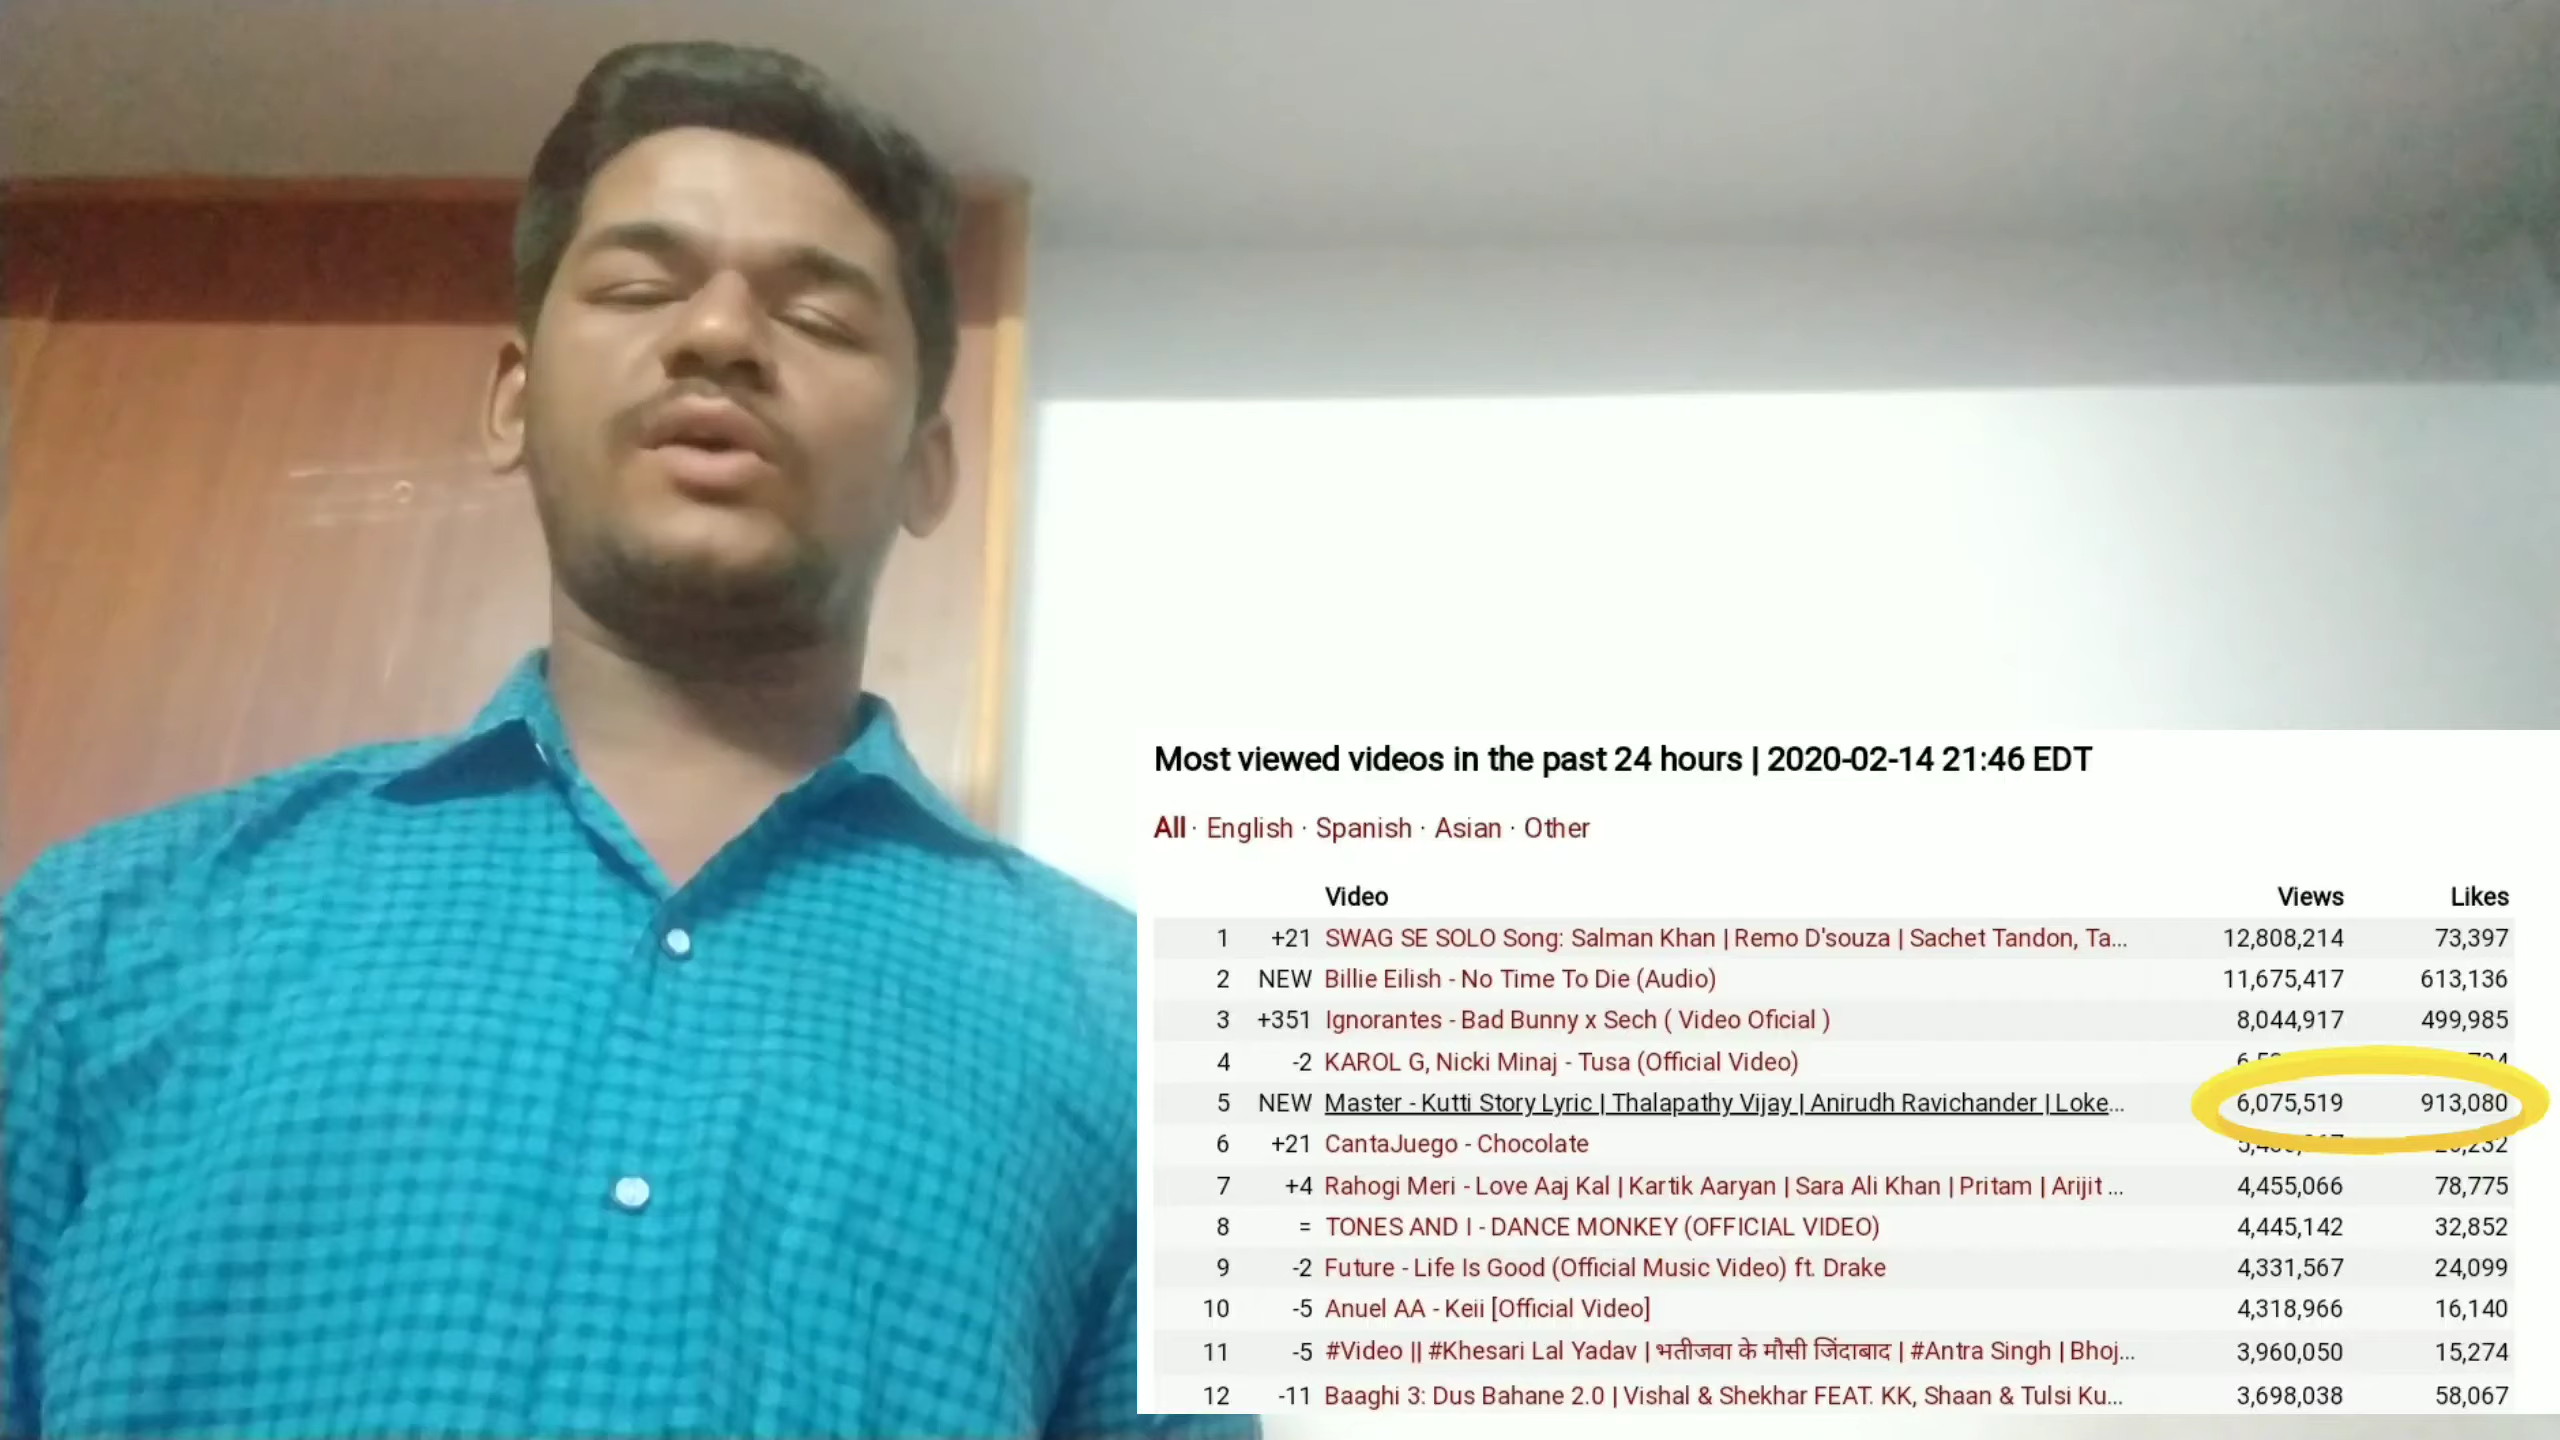 Most viewed videos in the past 24 hours | 2020-02-14 21:46 EDT
All · English · Spanish · Asian · Other
Video Views Likes
1 +21 SWAG SE SOLO Song: Salman Khan | Remo D'souza | Sachet Tandon, Ta... 12,808,214 73,397
2 NEW Billie Eilish - No Time To Die (Audio) 11,675,417 613,136
3 +351 Ignorantes - Bad Bunny x Sech ( Video Oficial ) 8,044,917 499,985
4 -2 KAROL G, Nicki Minaj - Tusa (Official Video)
5 NEW Master - Kutti Story Lyric | Thalapathy Vijay | Anirudh Ravichander | Loke... 6,075,519 913,080
6 +21 CantaJuego - Chocolate
7 +4 Rahogi Meri - Love Aaj Kal | Kartik Aaryan | Sara Ali Khan | Pritam | Arijit ... 4,455,066 78,775
8 = TONES AND I - DANCE MONKEY (OFFICIAL VIDEO) 4,445,142 32,852
9 -2 Future - Life Is Good (Official Music Video) ft. Drake 4,331,567 24,099
10 -5 Anuel AA - Keii [Official Video] 4,318,966 16,140
11 -5 #Video || #Khesari Lal Yadav | भतीजवा के मौसी जिंदाबाद | #Antra Singh | Bhoj... 3,960,050 15,274
12 -11 Baaghi 3: Dus Bahane 2.0 | Vishal & Shekhar FEAT. KK, Shaan & Tulsi Ku... 3,698,038 58,067